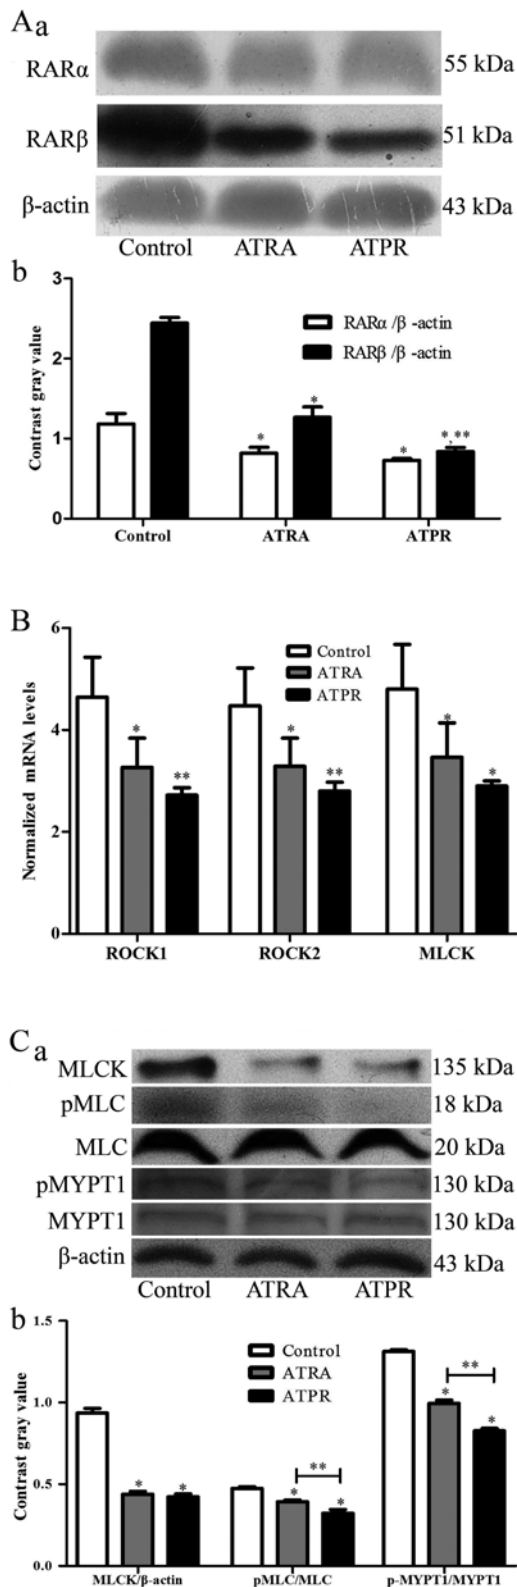 A a
RARα 55 kDa
RARβ 51 kDa
β-actin 43 kDa
Control ATRA ATPR
b
3
2
1
0
Contrast gray value
RARα /β -actin
RARβ /β -actin
* * * *,**
Control ATRA ATPR
B
6
4
2
0
Normalized mRNA levels
Control
ATRA
ATPR
* ** * ** * *
ROCK1 ROCK2 MLCK
C a
MLCK 135 kDa
pMLC 18 kDa
MLC 20 kDa
pMYPT1 130 kDa
MYPT1 130 kDa
β-actin 43 kDa
Control ATRA ATPR
b
1.5
1.0
0.5
0.0
Contrast gray value
Control
ATRA
ATPR
* * * ** * * ** *
MLCK/β-actin pMLC/MLC p-MYPT1/MYPT1